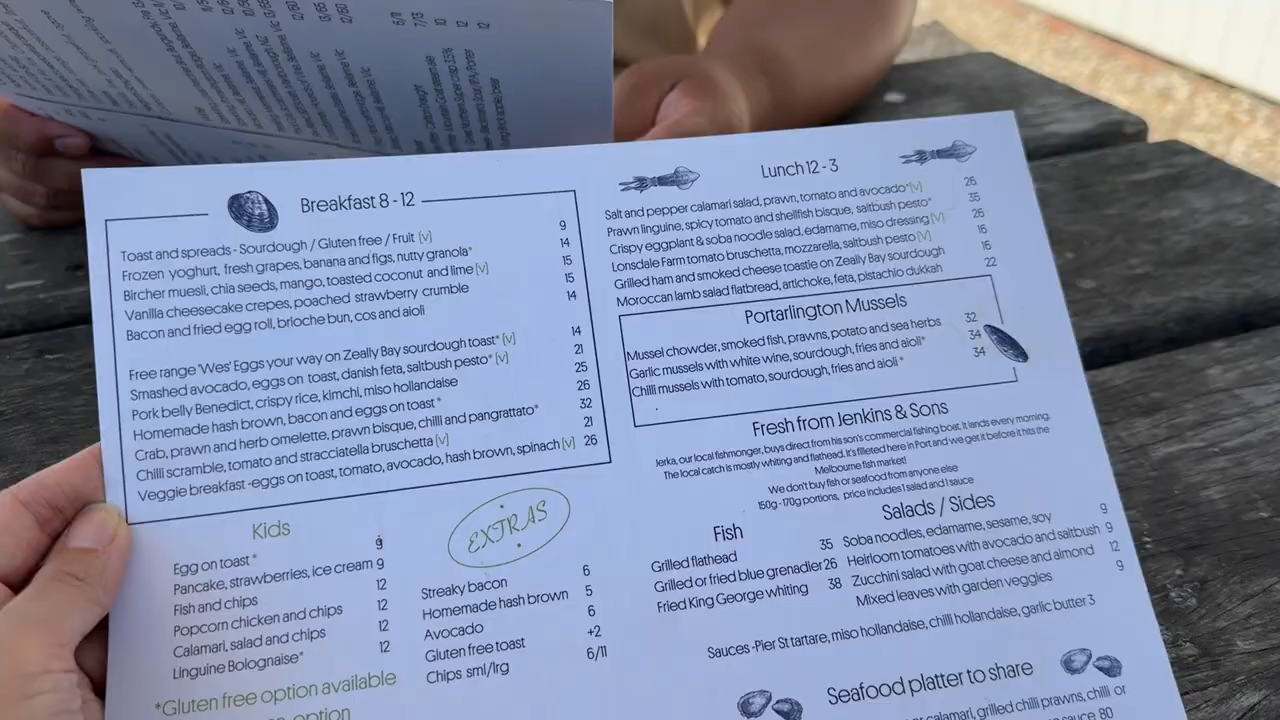 Breakfast 8 - 12
Toast and spreads - Sourdough / Gluten free / Fruit [v] 9
Frozen yoghurt, fresh grapes, banana and figs, nutty granola* 14
Bircher muesli, chia seeds, mango, toasted coconut and lime [v] 15
Vanilla cheesecake crepes, poached strawberry crumble 15
Bacon and fried egg roll, brioche bun, cos and aioli 14
Free range 'Wes' Eggs your way on Zeally Bay sourdough toast* [v] 14
Smashed avocado, eggs on toast, danish feta, saltbush pesto* [v] 21
Pork belly Benedict, crispy rice, kimchi, miso hollandaise 25
Homemade hash brown, bacon and eggs on toast * 26
Crab, prawn and herb omelette, prawn bisque, chilli and pangrattato* 32
Chilli scramble, tomato and stracciatella bruschetta [v] 21
Veggie breakfast -eggs on toast, tomato, avocado, hash brown, spinach [v] 26
Kids
Egg on toast * 9
Pancake, strawberries, ice cream 9
Fish and chips 12
Popcorn chicken and chips 12
Calamari, salad and chips 12
Linguine Bolognaise* 12
*Gluten free option available
option
EXTRAS
Streaky bacon 6
Homemade hash brown 5
Avocado 6
Gluten free toast +2
Chips sml/lrg 6/11
Lunch 12 - 3
Salt and pepper calamari salad, prawn, tomato and avocado* [v] 26
Prawn linguine, spicy tomato and shellfish bisque, saltbush pesto* 35
Crispy eggplant & soba noodle salad, edamame, miso dressing [v] 26
Lonsdale Farm tomato bruschetta, mozzarella, saltbush pesto [v] 16
Grilled ham and smoked cheese toastie on Zeally Bay sourdough 16
Moroccan lamb salad flatbread, artichoke, feta, pistachio dukkah 22
Portarlington Mussels
Mussel chowder, smoked fish, prawns, potato and sea herbs 32
Garlic mussels with white wine, sourdough, fries and aioli* 34
Chilli mussels with tomato, sourdough, fries and aioli * 34
Fresh from Jenkins & Sons
Jerka, our local fishmonger, buys direct from his son's commercial fishing boat. it lands every morning.
The local catch is mostly whiting and flathead. It's filleted here in Port and we get it before it hits the
Melbourne fish market!
We don't buy fish or seafood from anyone else
150g - 170g portions, price includes 1 salad and 1 sauce
Fish
Grilled flathead 35
Grilled or fried blue grenadier 26
Fried King George whiting 38
Salads / Sides
Soba noodles, edamame, sesame, soy 9
Heirloom tomatoes with avocado and saltbush 9
Zucchini salad with goat cheese and almond 12
Mixed leaves with garden veggies 9
Sauces -Pier St tartare, miso hollandaise, chilli hollandaise, garlic butter 3
Seafood platter to share
calamari, grilled chilli prawns, chilli or
sauce 80